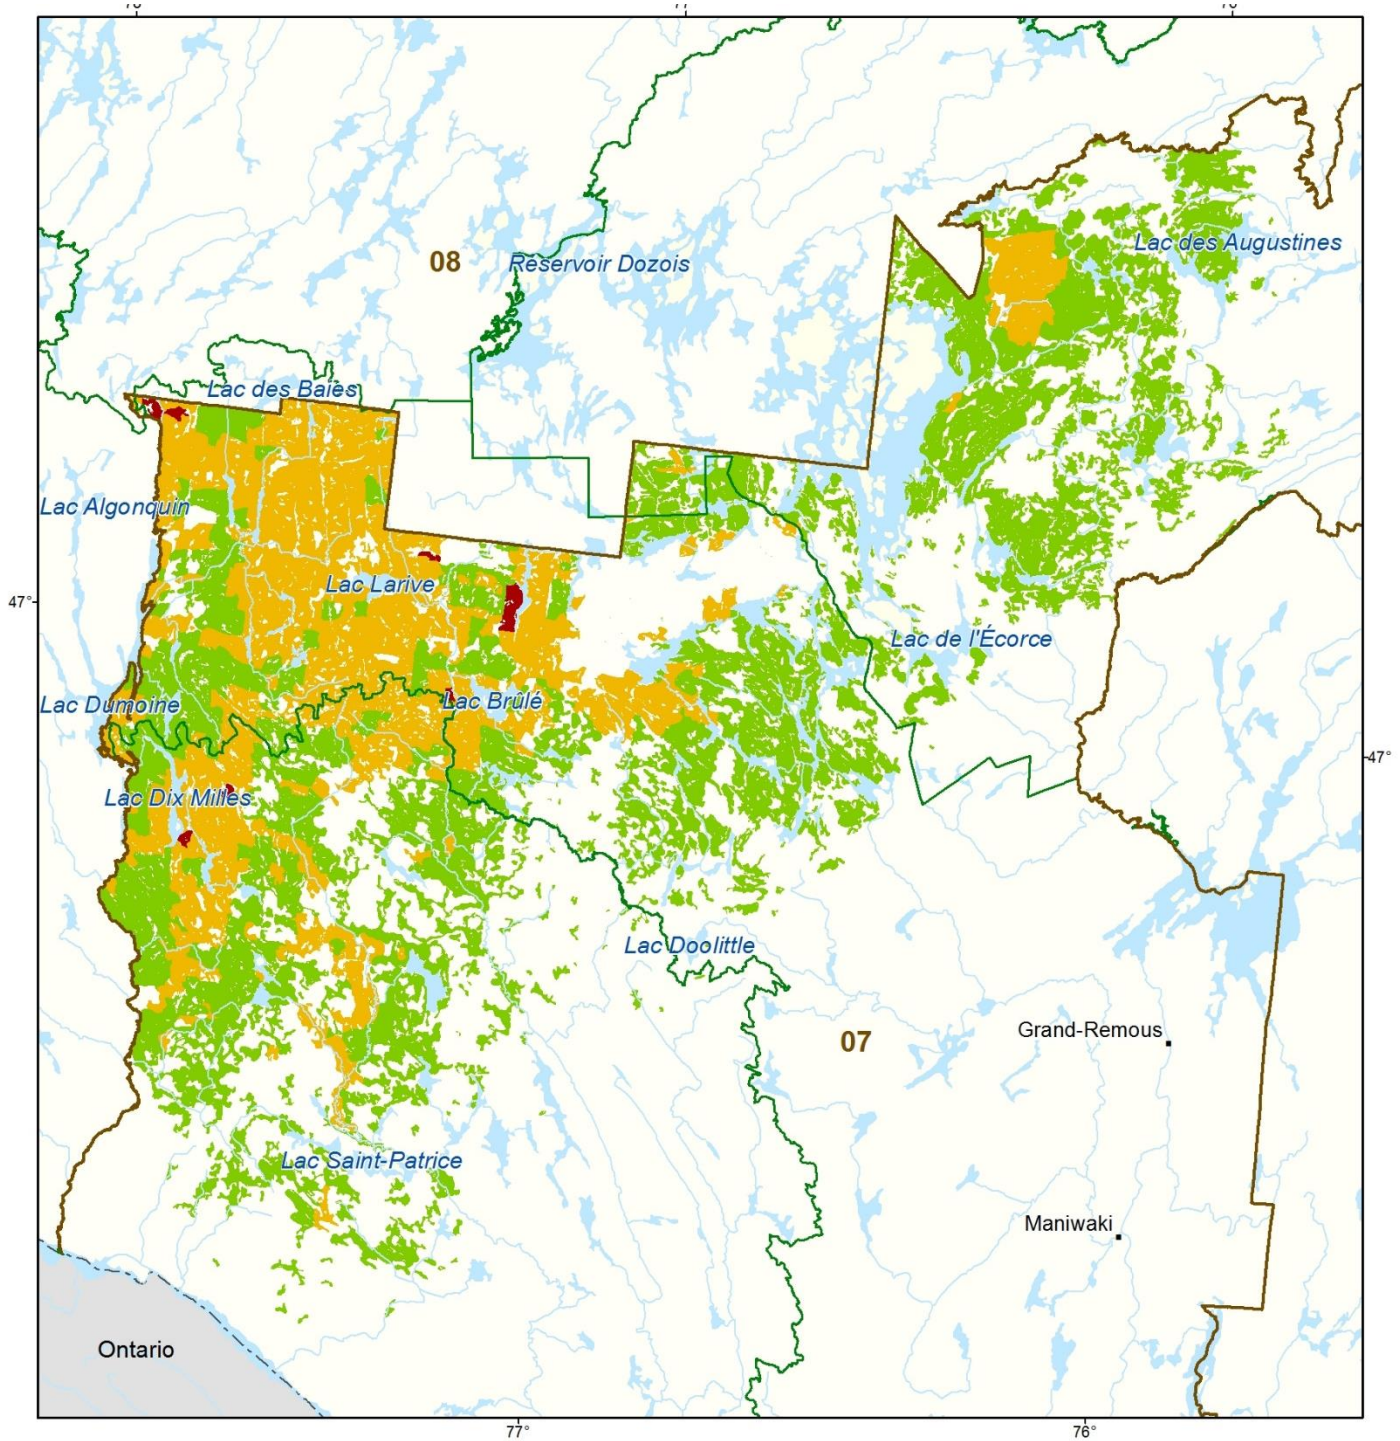 Lac des Augustines
08
Réservoir Dozois
Lac des Baies
Lac Algonquin
Lac Larive
47°
Lac de l'Écorce
Lac Brûlé
Lac Dumoine
47°
Lac Dix Milles
Lac Doolittle
Grand-Remous
07
Lac Saint-Patrice
Maniwaki
Ontario
77°
76°